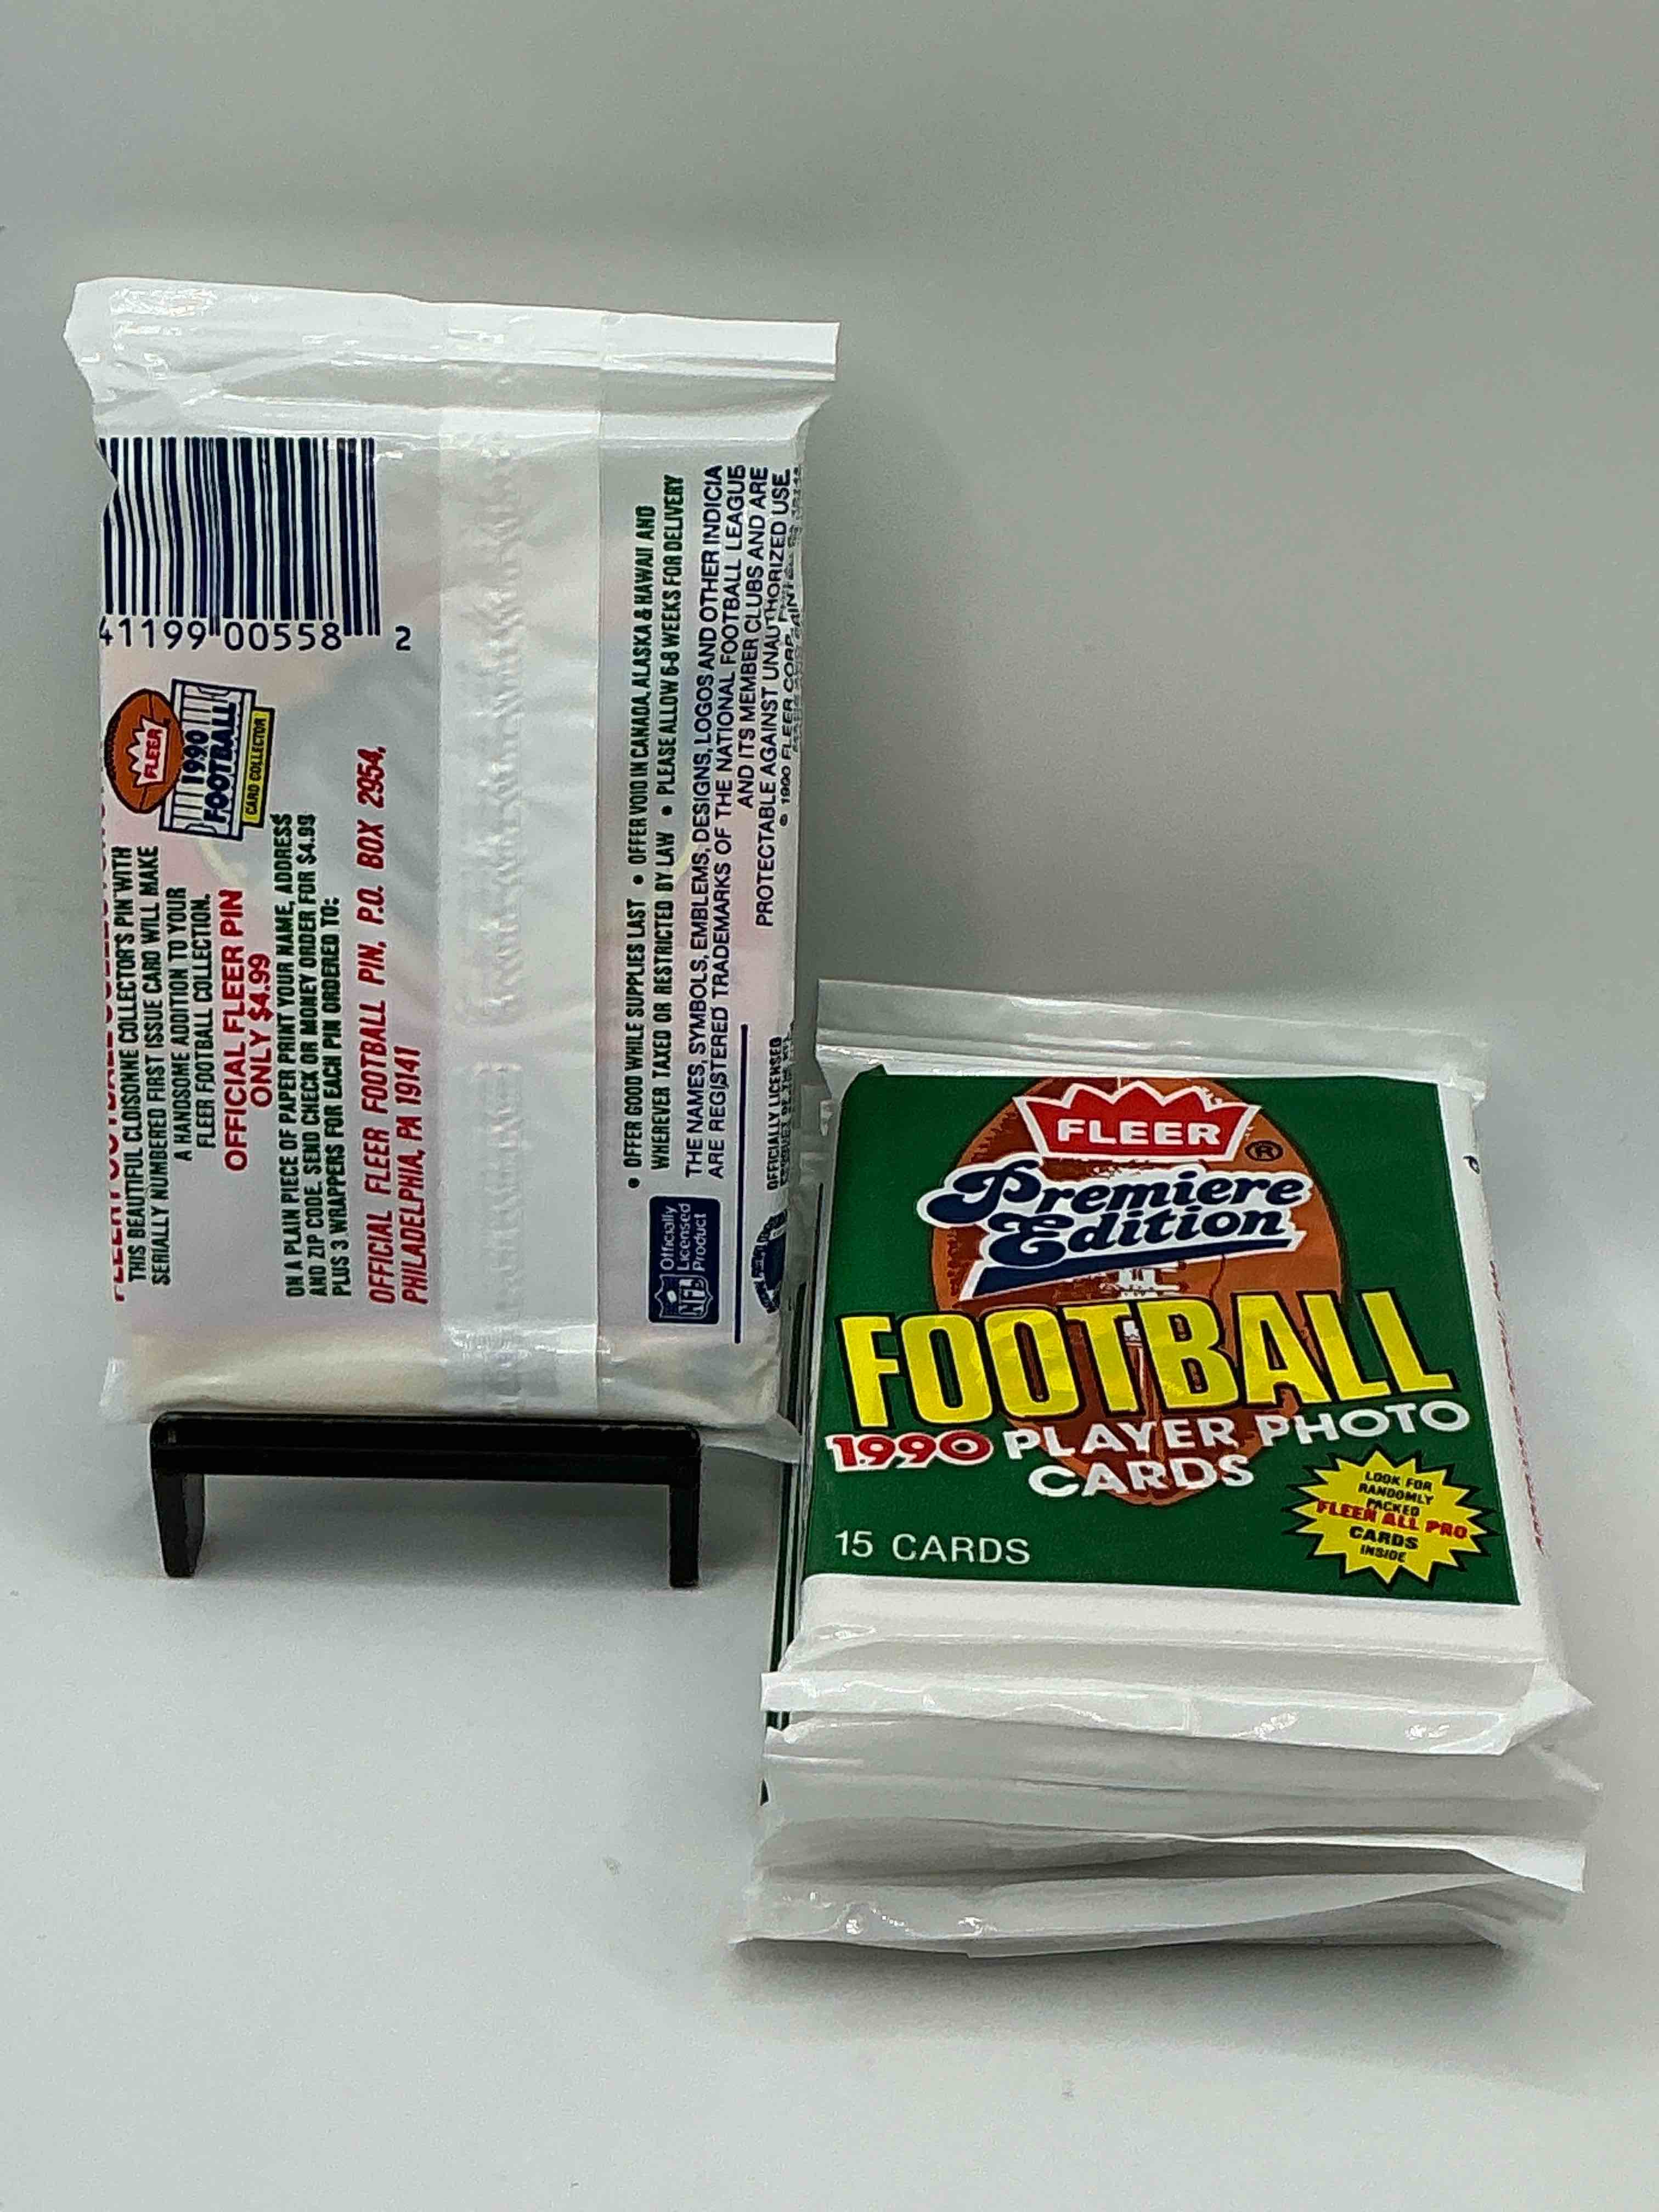 41199 00558 2
FLEER
1990
FOOTBALL
CARD COLLECTOR
THIS BEAUTIFUL CLOISONNE COLLECTOR'S PIN WITH
SERIALLY NUMBERED FIRST ISSUE CARD WILL MAKE
A HANDSOME ADDITION TO YOUR
FLEER FOOTBALL COLLECTION.
OFFICIAL FLEER PIN
ONLY $4.99
ON A PLAIN PIECE OF PAPER PRINT YOUR NAME, ADDRESS
AND ZIP CODE. SEND CHECK OR MONEY ORDER FOR $4.99
PLUS 3 WRAPPERS FOR EACH PIN ORDERED TO:
OFFICIAL FLEER FOOTBALL PIN, P.O. BOX 2954,
PHILADELPHIA, PA 19141
• OFFER GOOD WHILE SUPPLIES LAST • OFFER VOID IN CANADA, ALASKA & HAWAII AND
WHEREVER TAXED OR RESTRICTED BY LAW • PLEASE ALLOW 6-8 WEEKS FOR DELIVERY
THE NAMES, SYMBOLS, EMBLEMS, DESIGNS, LOGOS AND OTHER INDICIA
ARE REGISTERED TRADEMARKS OF THE NATIONAL FOOTBALL LEAGUE
AND ITS MEMBER CLUBS AND ARE
PROTECTABLE AGAINST UNAUTHORIZED USE.
© 1990 FLEER CORP.
NFL
Officially
Licensed
Product
OFFICIALLY LICENSED
FLEER ®
Premiere
Edition
FOOTBALL
1990 PLAYER PHOTO
CARDS
15 CARDS
LOOK FOR
RANDOMLY
PACKED
FLEER ALL PRO
CARDS
INSIDE